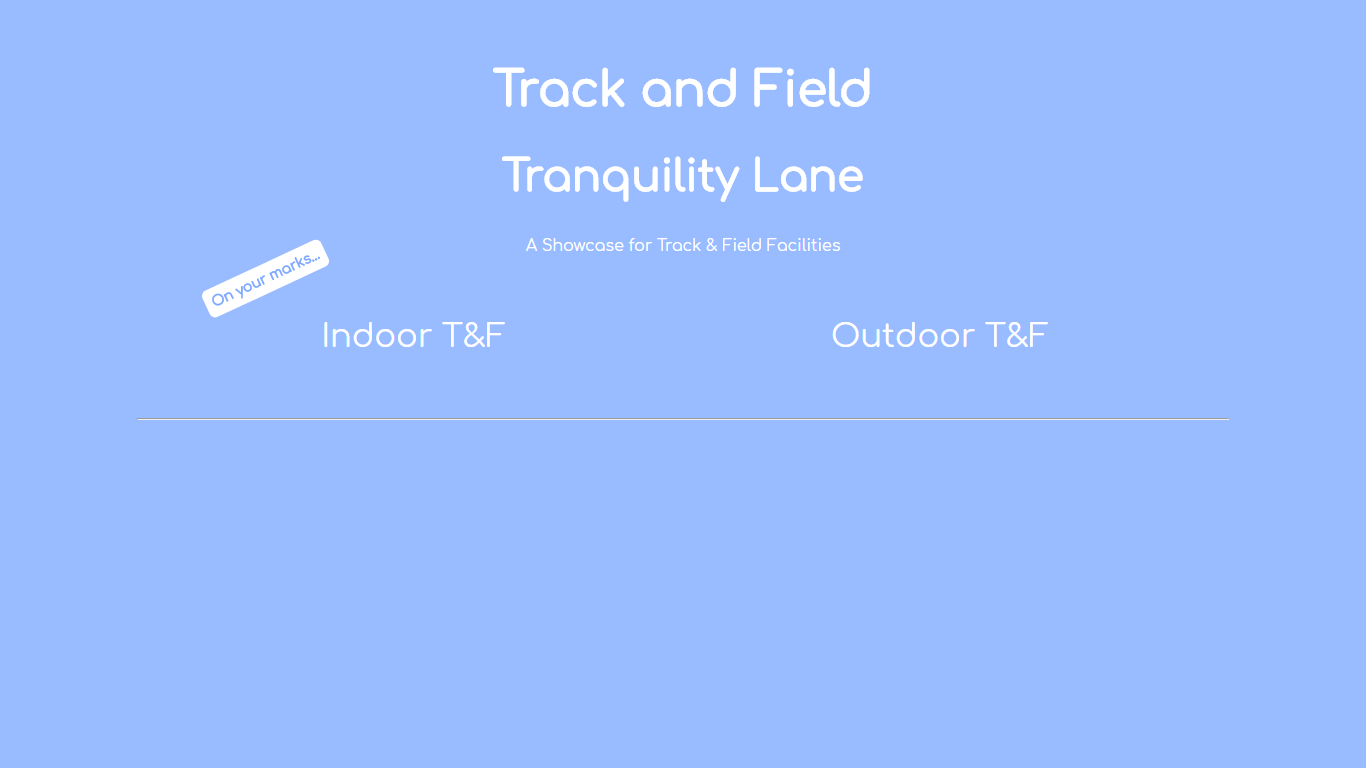 Track and Field
Tranquility Lane
A Showcase for Track & Field Facilities
On your marks...
Indoor T&F
Outdoor T&F